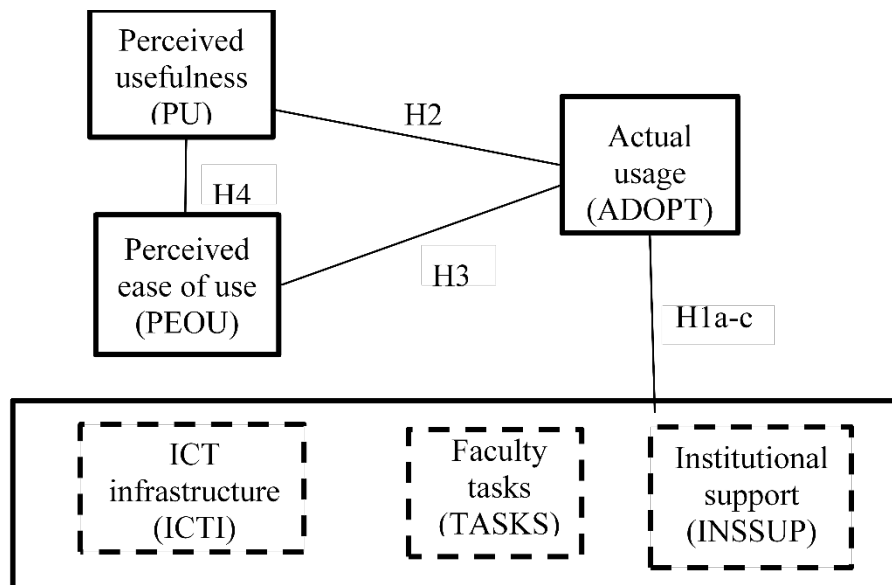 Perceived
usefulness
(PU)
H2
Actual
usage
(ADOPT)
H4
Perceived
ease of use
(PEOU)
H3
H1a-c
ICT
infrastructure
(ICTI)
Faculty
tasks
(TASKS)
Institutional
support
(INSSUP)